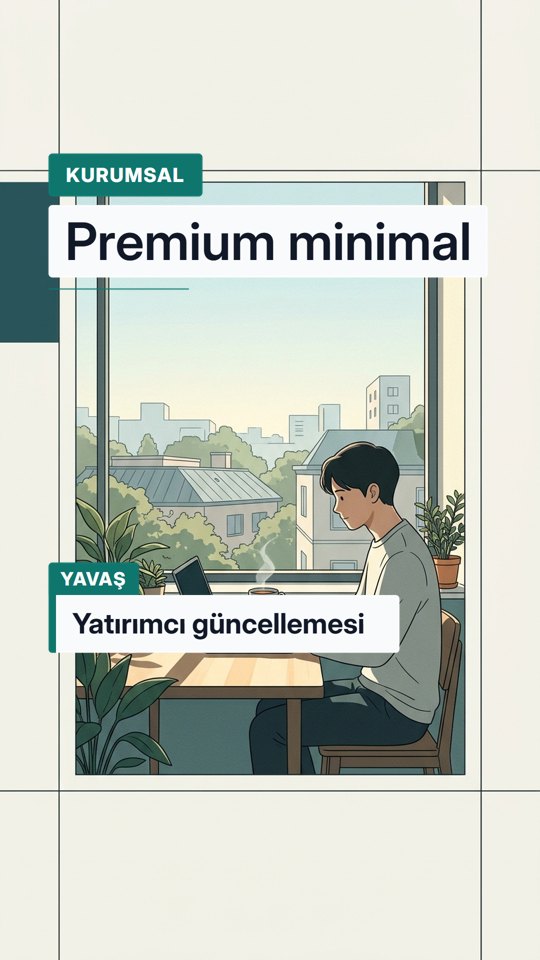 KURUMSAL
Premium minimal
YAVAŞ
Yatırımcı güncellemesi